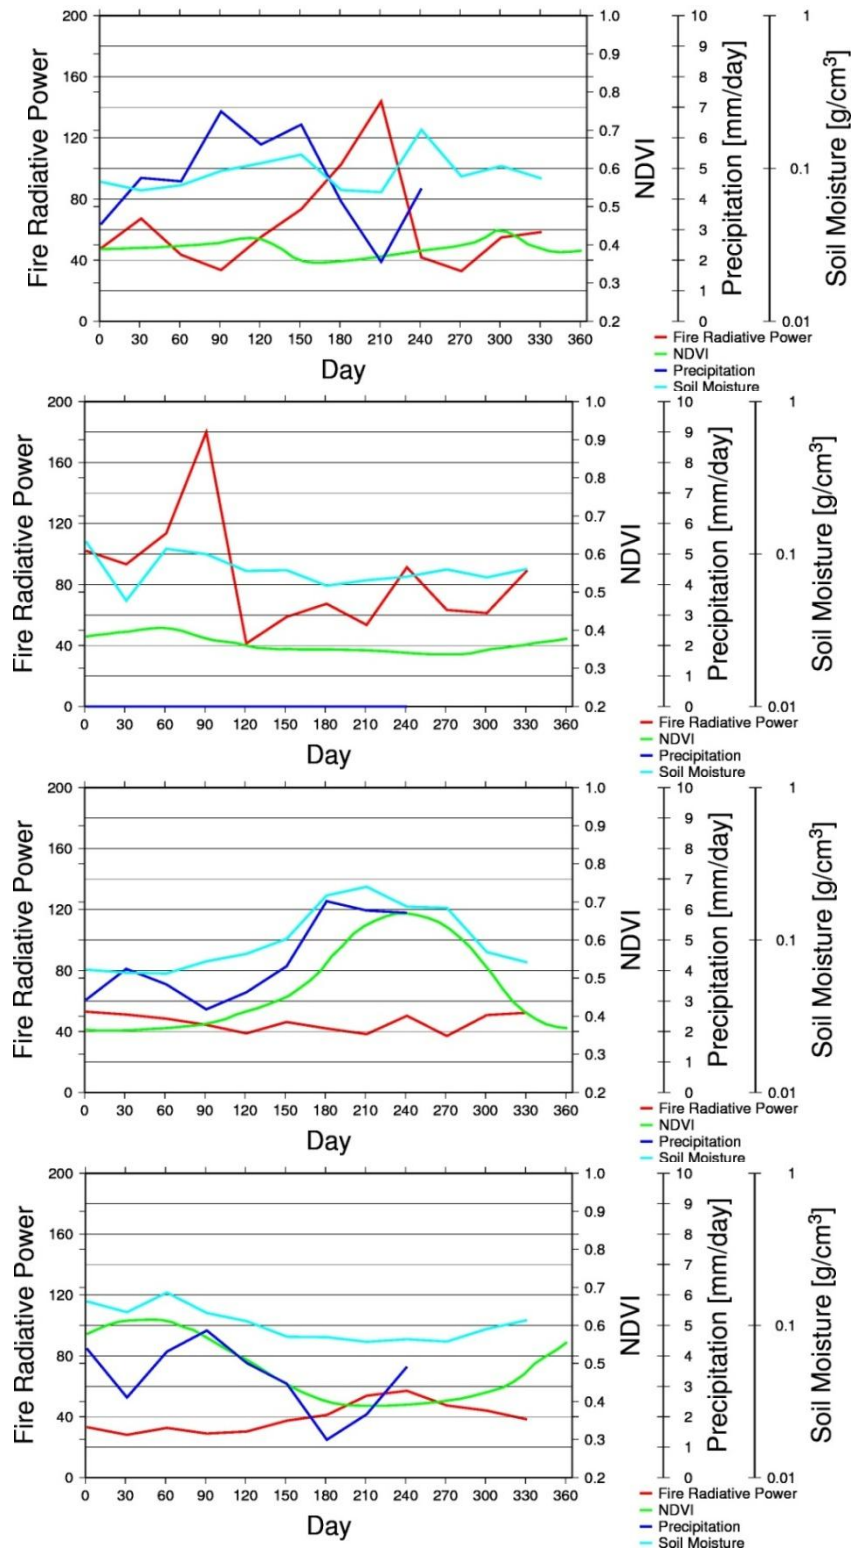 200
160
120
80
40
0
Fire Radiative Power
1.0
0.9
0.8
0.7
0.6
0.5
0.4
0.3
0.2
NDVI
10
9
8
7
6
5
4
3
2
1
0
Precipitation [mm/day]
1
0.1
0.01
Soil Moisture [g/cm³]
0 30 60 90 120 150 180 210 240 270 300 330 360
Day
Fire Radiative Power
NDVI
Precipitation
Soil Moisture
200
160
120
80
40
0
Fire Radiative Power
1.0
0.9
0.8
0.7
0.6
0.5
0.4
0.3
0.2
NDVI
10
9
8
7
6
5
4
3
2
1
0
Precipitation [mm/day]
1
0.1
0.01
Soil Moisture [g/cm³]
0 30 60 90 120 150 180 210 240 270 300 330 360
Day
Fire Radiative Power
NDVI
Precipitation
Soil Moisture
200
160
120
80
40
0
Fire Radiative Power
1.0
0.9
0.8
0.7
0.6
0.5
0.4
0.3
0.2
NDVI
10
9
8
7
6
5
4
3
2
1
0
Precipitation [mm/day]
1
0.1
0.01
Soil Moisture [g/cm³]
0 30 60 90 120 150 180 210 240 270 300 330 360
Day
Fire Radiative Power
NDVI
Precipitation
Soil Moisture
200
160
120
80
40
0
Fire Radiative Power
1.0
0.9
0.8
0.7
0.6
0.5
0.4
0.3
0.2
NDVI
10
9
8
7
6
5
4
3
2
1
0
Precipitation [mm/day]
1
0.1
0.01
Soil Moisture [g/cm³]
0 30 60 90 120 150 180 210 240 270 300 330 360
Day
Fire Radiative Power
NDVI
Precipitation
Soil Moisture